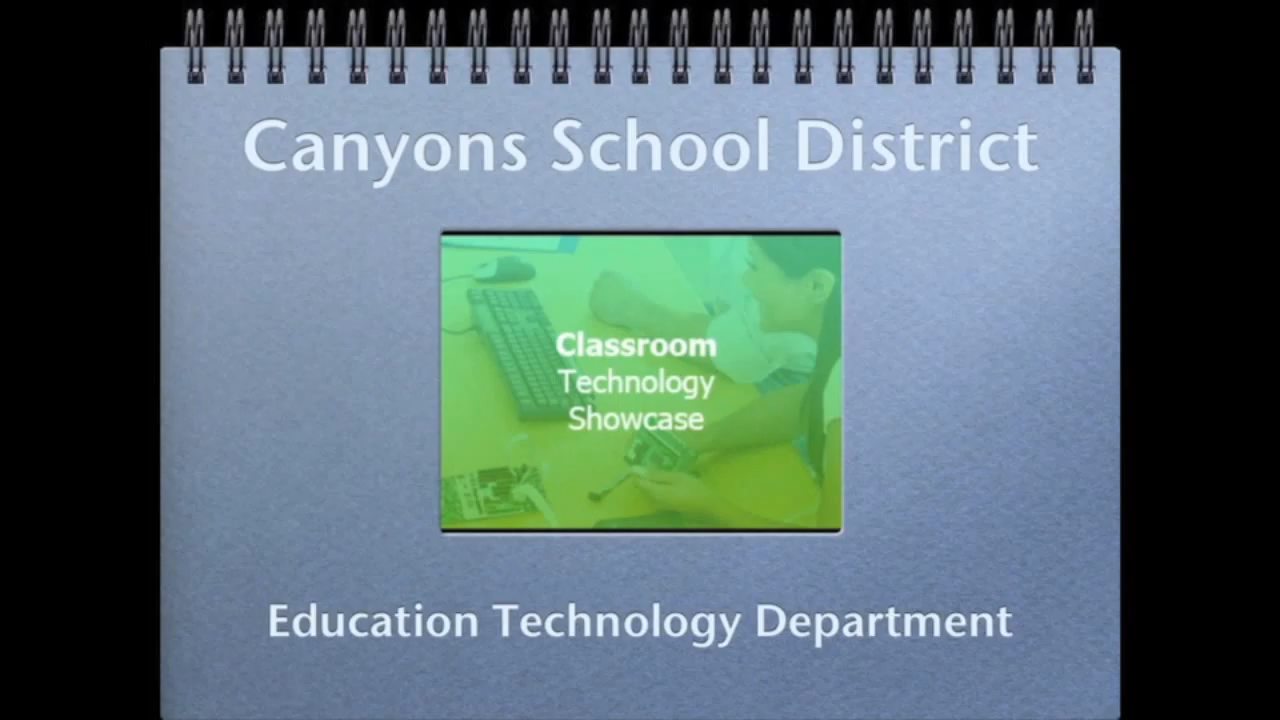 Canyons School District
Classroom
Technology
Showcase
Education Technology Department